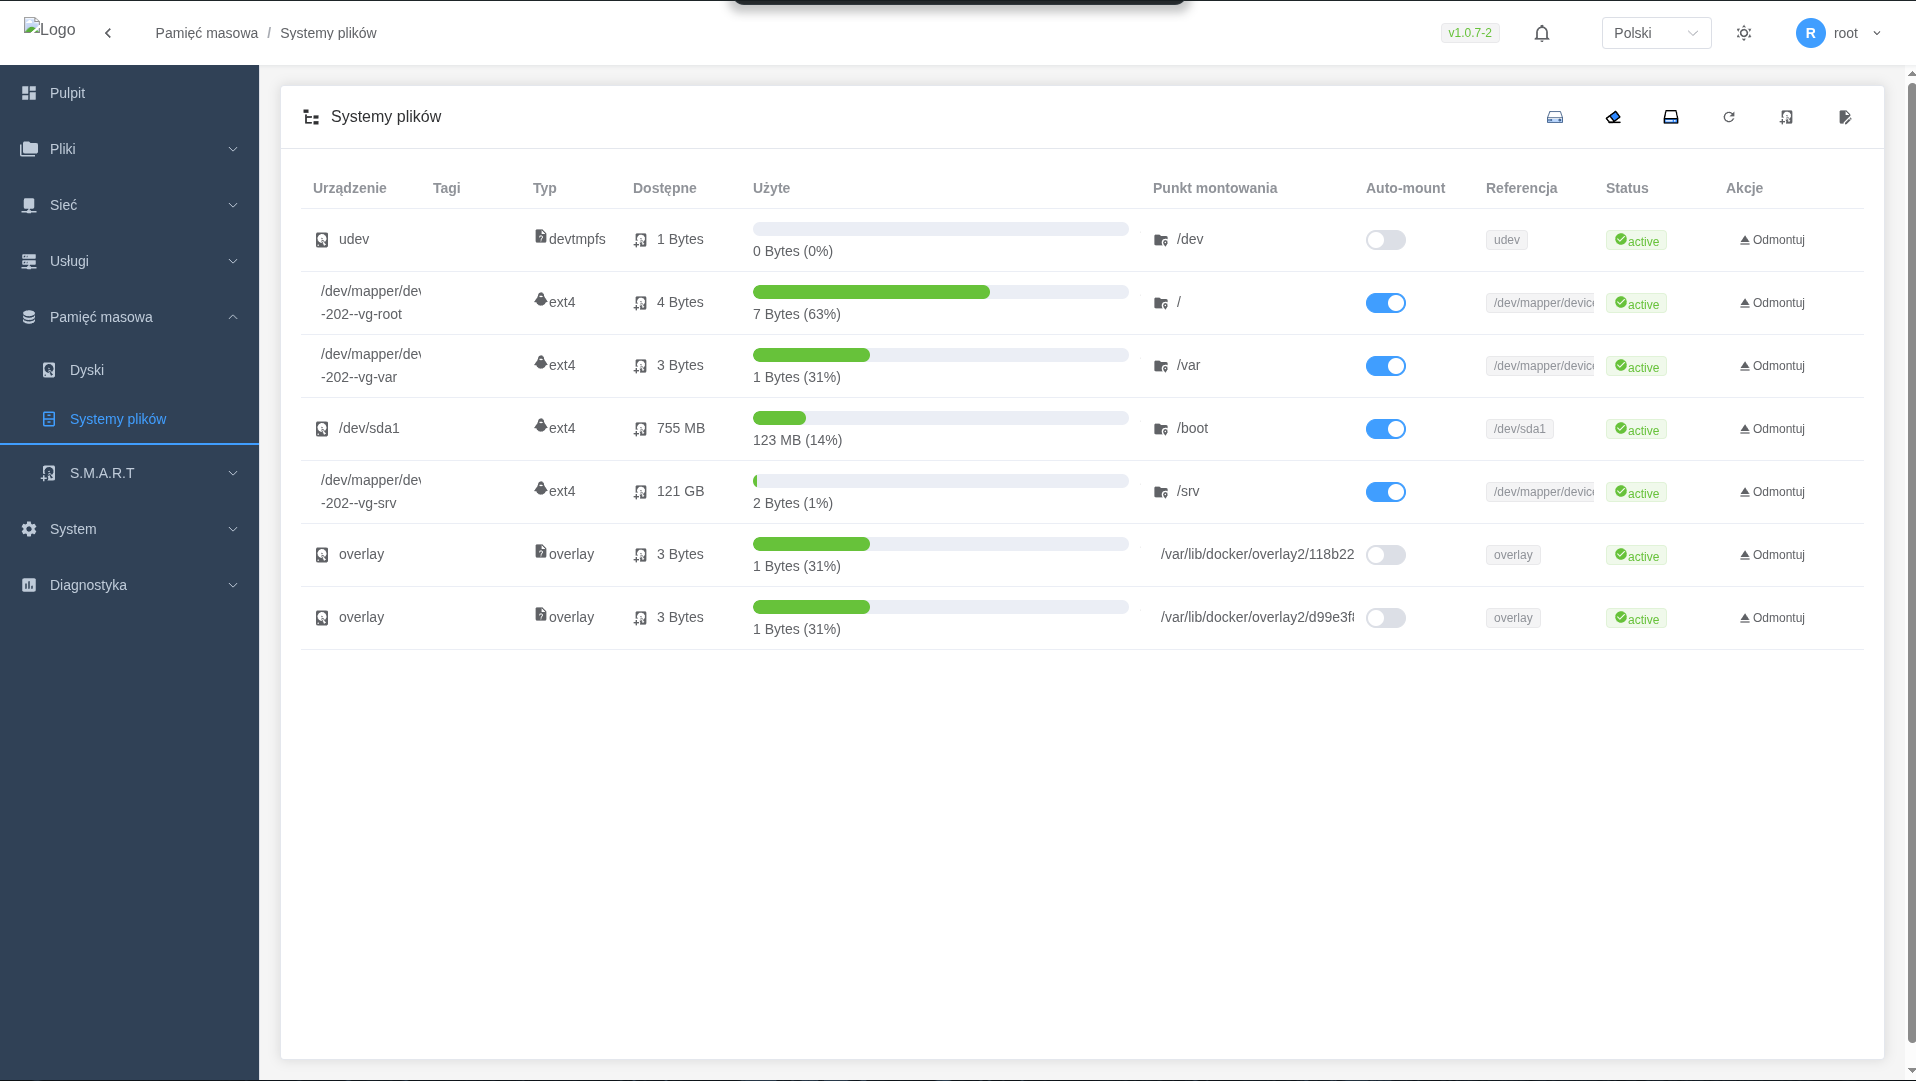 Logo
Pamięć masowa / Systemy plików
v1.0.7-2
Polski
R
root
Pulpit
Pliki
Sieć
Usługi
Pamięć masowa
Dyski
Systemy plików
S.M.A.R.T
System
Diagnostyka
Systemy plików
Urządzenie Tagi Typ Dostępne Użyte Punkt montowania Auto-mount Referencja Status Akcje
udev devtmpfs 1 Bytes 0 Bytes (0%) /dev udev active Odmontuj
/dev/mapper/dev
-202--vg-root
ext4 4 Bytes 7 Bytes (63%) / /dev/mapper/device active Odmontuj
/dev/mapper/dev
-202--vg-var
ext4 3 Bytes 1 Bytes (31%) /var /dev/mapper/device active Odmontuj
/dev/sda1 ext4 755 MB 123 MB (14%) /boot /dev/sda1 active Odmontuj
/dev/mapper/dev
-202--vg-srv
ext4 121 GB 2 Bytes (1%) /srv /dev/mapper/device active Odmontuj
overlay overlay 3 Bytes 1 Bytes (31%) /var/lib/docker/overlay2/118b22 overlay active Odmontuj
overlay overlay 3 Bytes 1 Bytes (31%) /var/lib/docker/overlay2/d99e3f overlay active Odmontuj